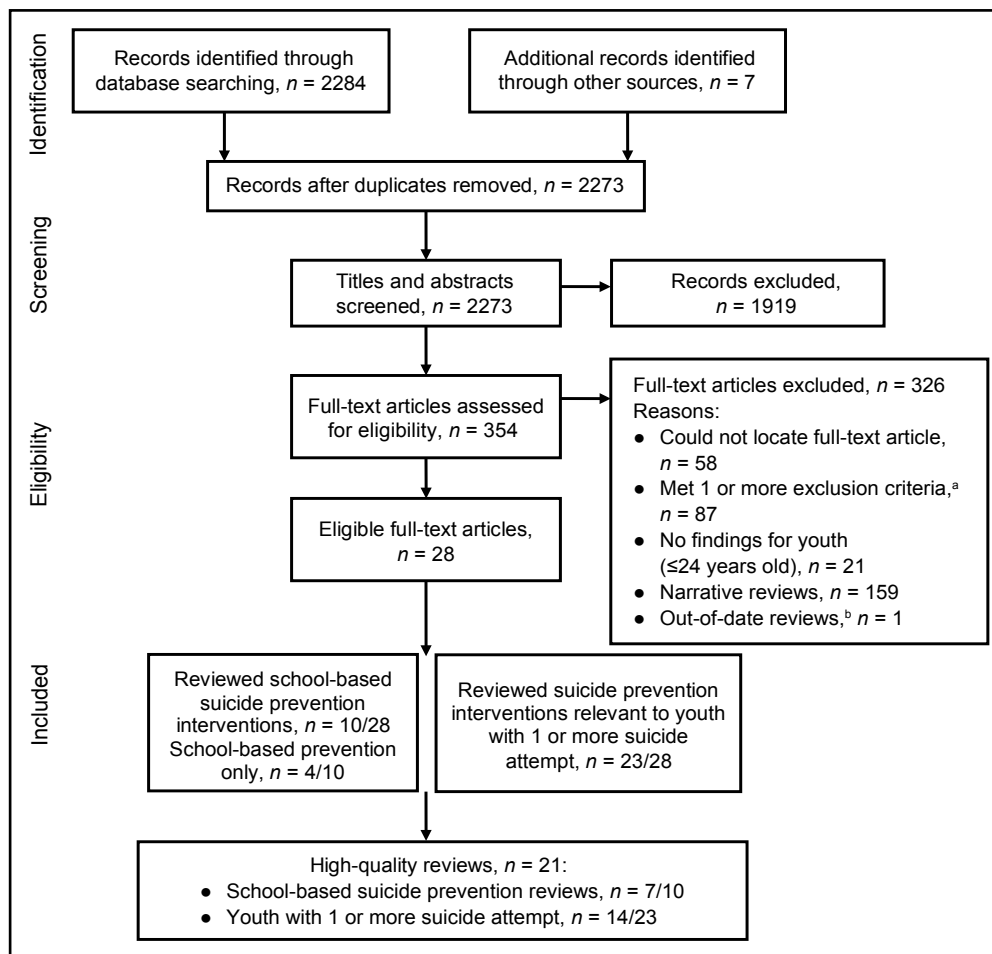 Identification
Records identified through
database searching, n = 2284
Additional records identified
through other sources, n = 7
Records after duplicates removed, n = 2273
Screening
Titles and abstracts
screened, n = 2273
Records excluded,
n = 1919
Eligibility
Full-text articles assessed
for eligibility, n = 354
Full-text articles excluded, n = 326
Reasons:
● Could not locate full-text article,
n = 58
● Met 1 or more exclusion criteria,ᵃ
n = 87
● No findings for youth
(≤24 years old), n = 21
● Narrative reviews, n = 159
● Out-of-date reviews,ᵇ n = 1
Eligible full-text articles,
n = 28
Included
Reviewed school-based
suicide prevention
interventions, n = 10/28
School-based prevention
only, n = 4/10
Reviewed suicide prevention
interventions relevant to youth
with 1 or more suicide
attempt, n = 23/28
High-quality reviews, n = 21:
● School-based suicide prevention reviews, n = 7/10
● Youth with 1 or more suicide attempt, n = 14/23